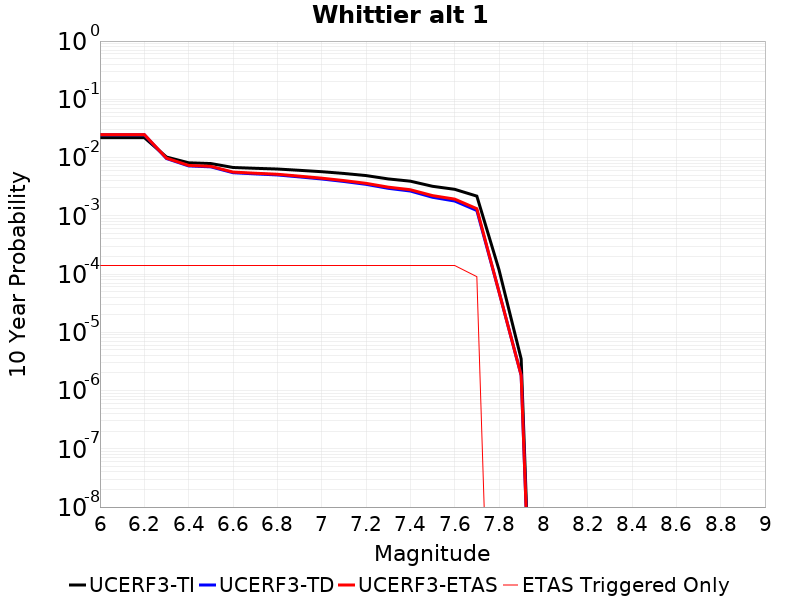 Whittier alt 1
10 Year Probability
10^0
10^-1
10^-2
10^-3
10^-4
10^-5
10^-6
10^-7
10^-8
6 6.2 6.4 6.6 6.8 7 7.2 7.4 7.6 7.8 8 8.2 8.4 8.6 8.8 9
Magnitude
UCERF3-TI UCERF3-TD UCERF3-ETAS ETAS Triggered Only